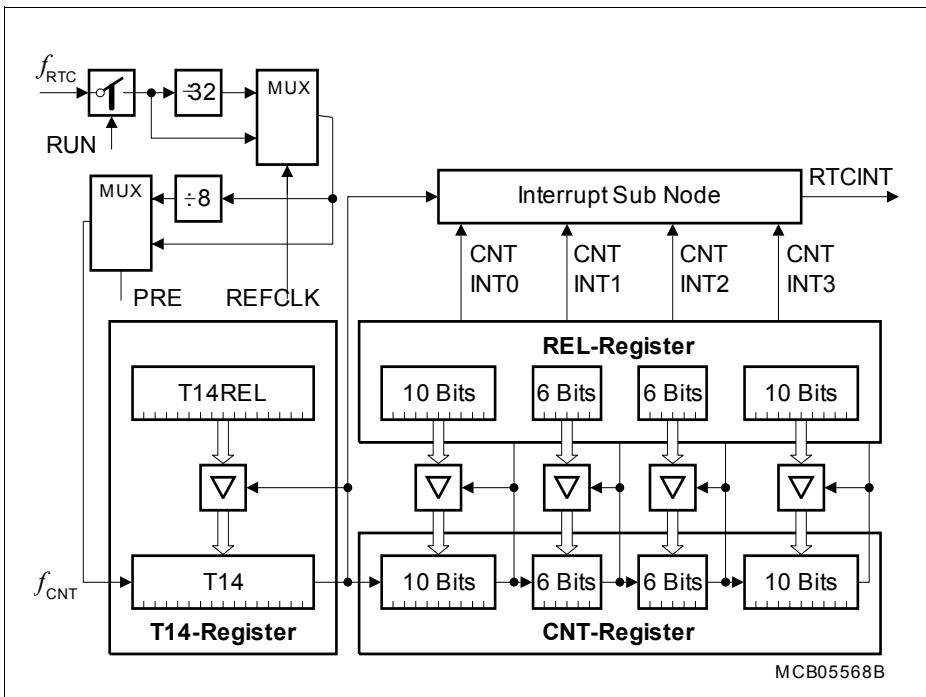 fRTC
RUN
÷32
MUX
MUX
÷8
PRE
REFCLK
Interrupt Sub Node
RTCINT
CNT INT0
CNT INT1
CNT INT2
CNT INT3
REL-Register
T14REL
10 Bits
6 Bits
6 Bits
10 Bits
fCNT
T14
10 Bits
6 Bits
6 Bits
10 Bits
T14-Register
CNT-Register
MCB05568B